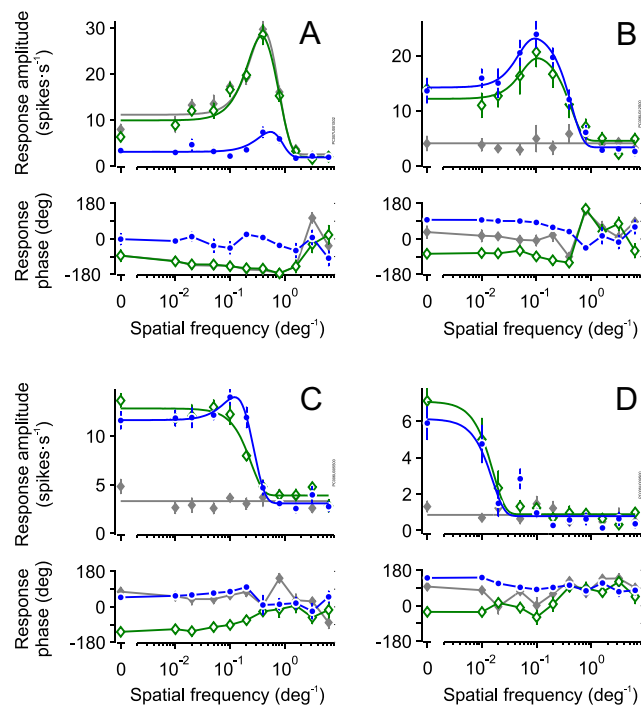 A
B
Response amplitude
(spikes·s⁻¹)
30
20
10
0
20
10
0
Response
phase (deg)
180
0
-180
180
0
-180
0
10⁻²
10⁻¹
10⁰
0
10⁻²
10⁻¹
10⁰
Spatial frequency (deg⁻¹)
Spatial frequency (deg⁻¹)
C
D
Response amplitude
(spikes·s⁻¹)
10
5
0
6
4
2
0
Response
phase (deg)
180
0
-180
180
0
-180
0
10⁻²
10⁻¹
10⁰
0
10⁻²
10⁻¹
10⁰
Spatial frequency (deg⁻¹)
Spatial frequency (deg⁻¹)